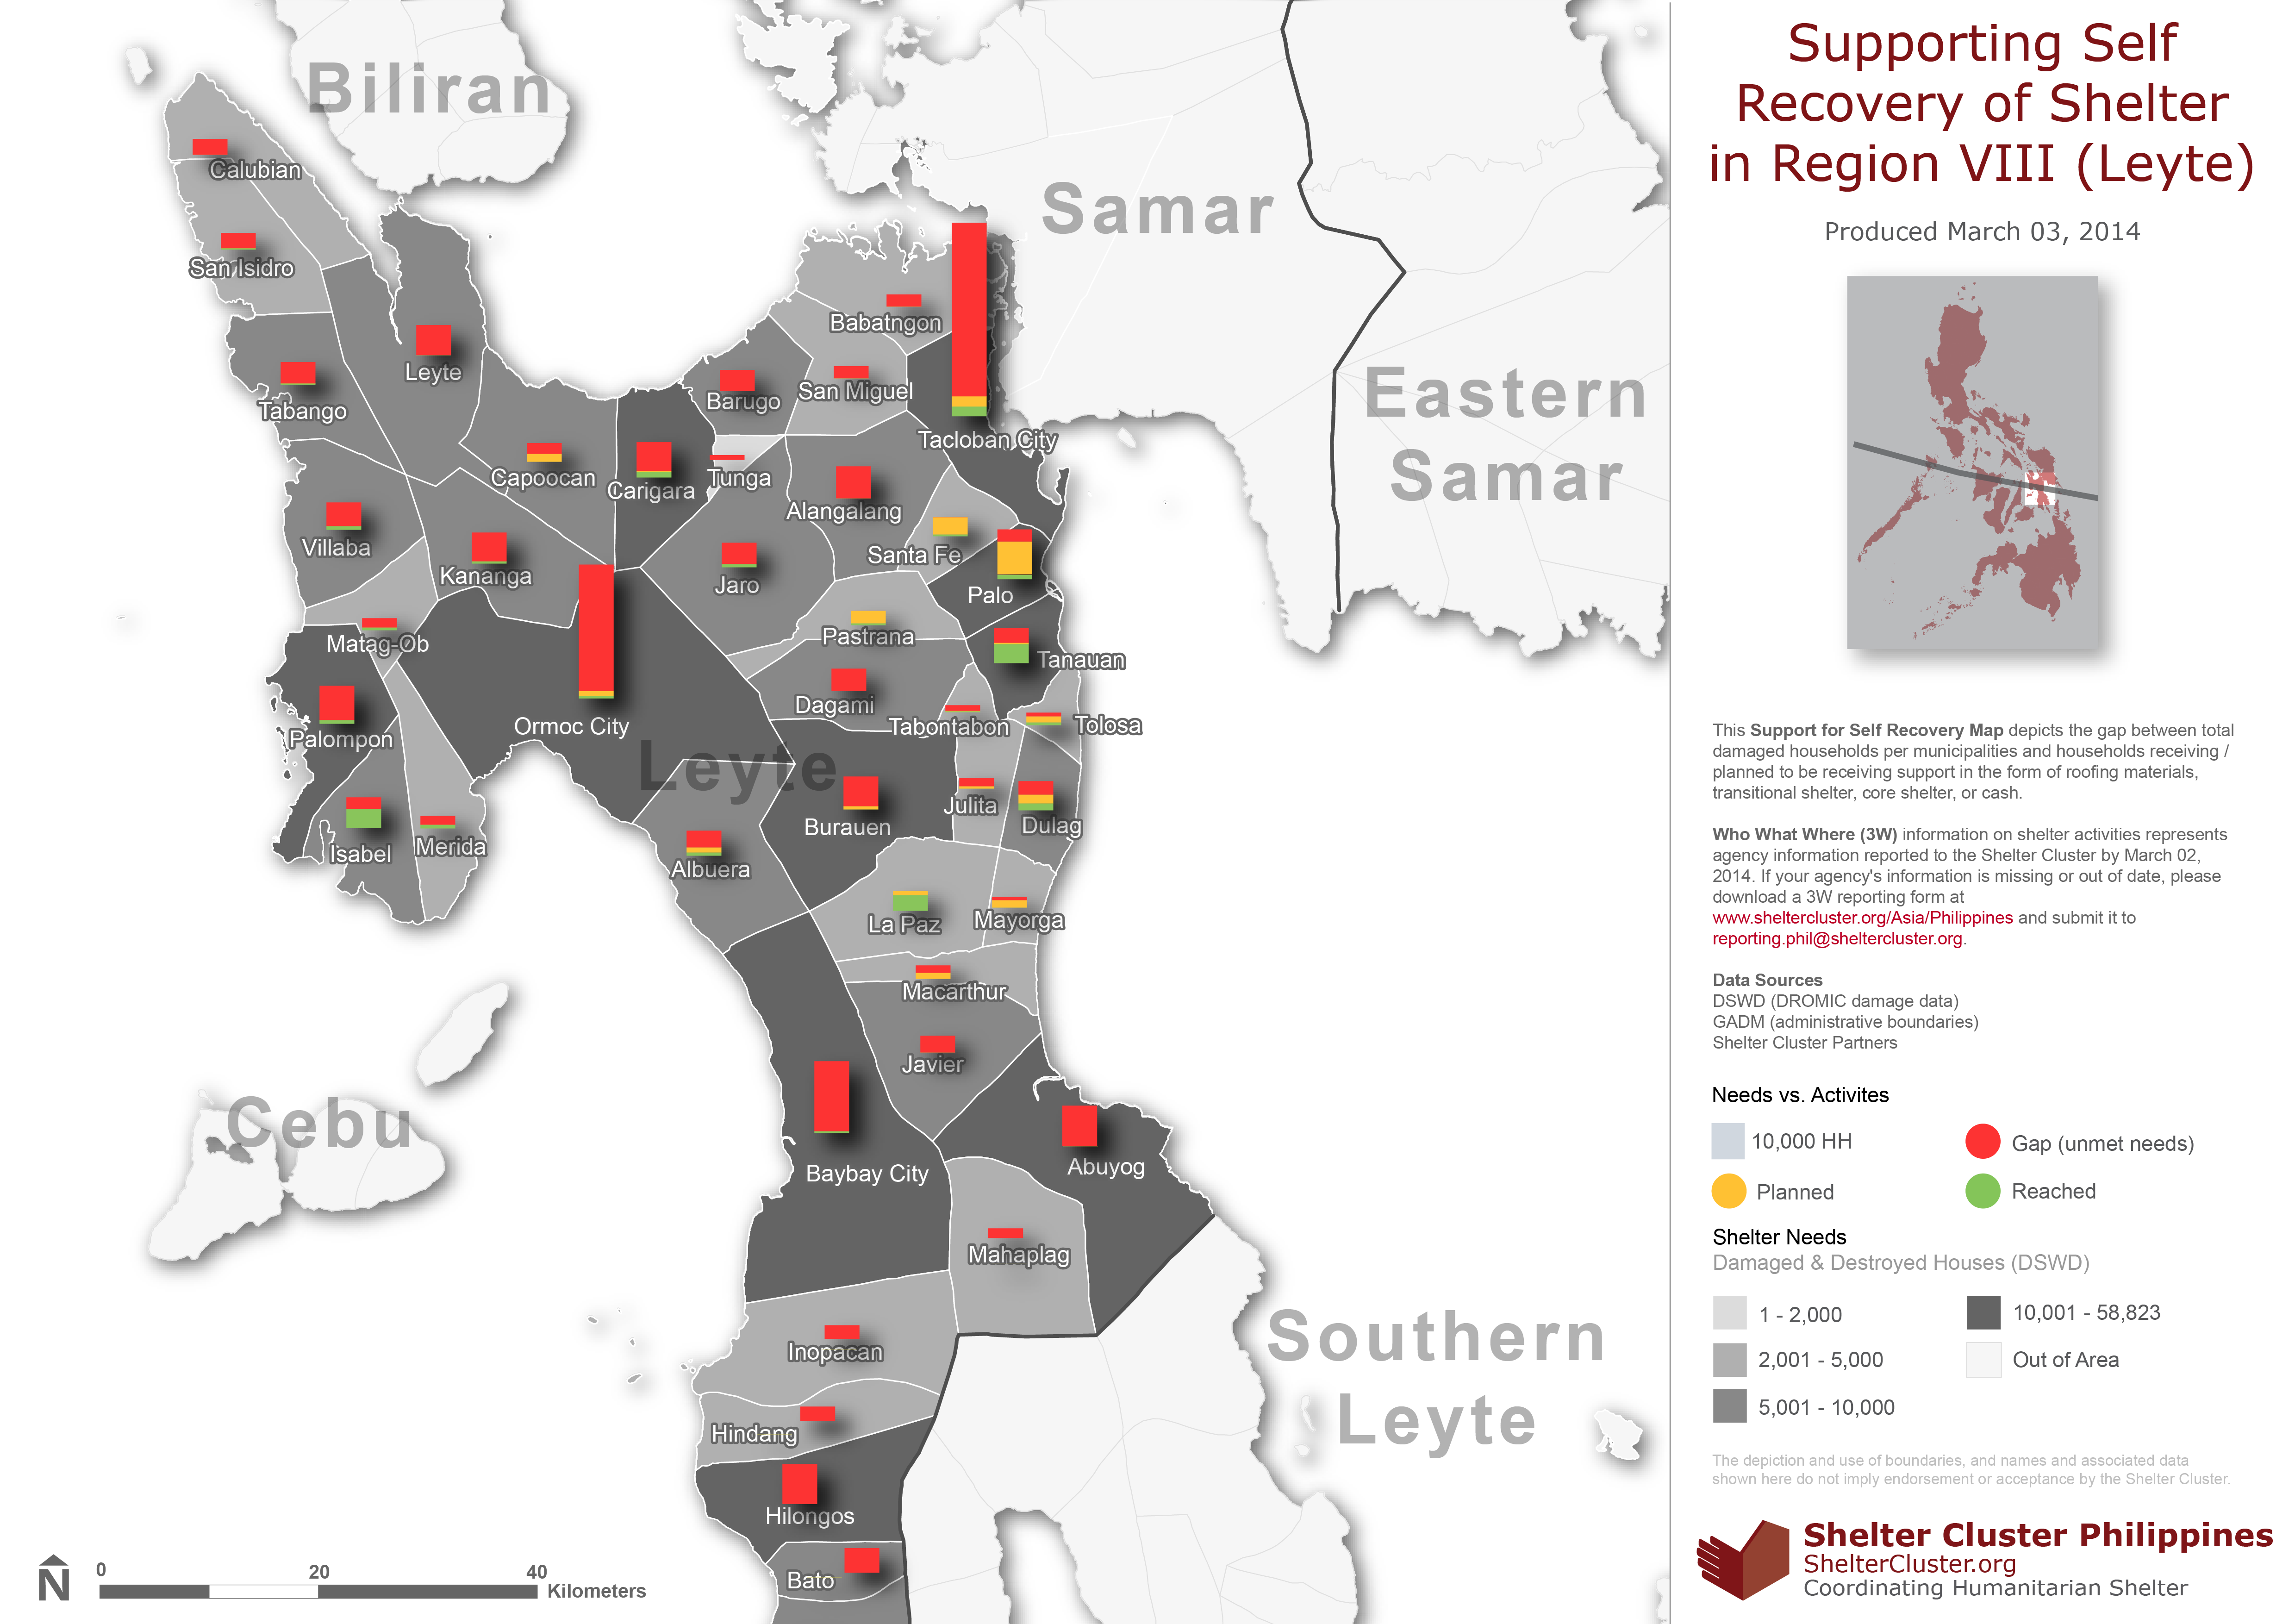 Supporting Self
Recovery of Shelter
in Region VIII (Leyte)
Produced March 03, 2014
Biliran
Samar
Eastern
Samar
Leyte
Cebu
Southern
Leyte
Calubian
San Isidro
Tabango
Leyte
Babatngon
Barugo
San Miguel
Tacloban City
Capoocan
Carigara
Tunga
Alangalang
Villaba
Kananga
Jaro
Santa Fe
Palo
Matag-Ob
Pastrana
Tanauan
Palompon
Ormoc City
Dagami
Tabontabon
Tolosa
Isabel
Merida
Albuera
Burauen
Julita
Dulag
La Paz
Mayorga
Macarthur
Javier
Baybay City
Abuyog
Mahaplag
Inopacan
Hindang
Hilongos
Bato
N
0 20 40
Kilometers
This Support for Self Recovery Map depicts the gap between total
damaged households per municipalities and households receiving /
planned to be receiving support in the form of roofing materials,
transitional shelter, core shelter, or cash.
Who What Where (3W) information on shelter activities represents
agency information reported to the Shelter Cluster by March 02,
2014. If your agency's information is missing or out of date, please
download a 3W reporting form at
www.sheltercluster.org/Asia/Philippines and submit it to
reporting.phil@sheltercluster.org.
Data Sources
DSWD (DROMIC damage data)
GADM (administrative boundaries)
Shelter Cluster Partners
Needs vs. Activites
10,000 HH
Gap (unmet needs)
Planned
Reached
Shelter Needs
Damaged & Destroyed Houses (DSWD)
1 - 2,000
10,001 - 58,823
2,001 - 5,000
Out of Area
5,001 - 10,000
The depiction and use of boundaries, and names and associated data
shown here do not imply endorsement or acceptance by the Shelter Cluster.
Shelter Cluster Philippines
ShelterCluster.org
Coordinating Humanitarian Shelter